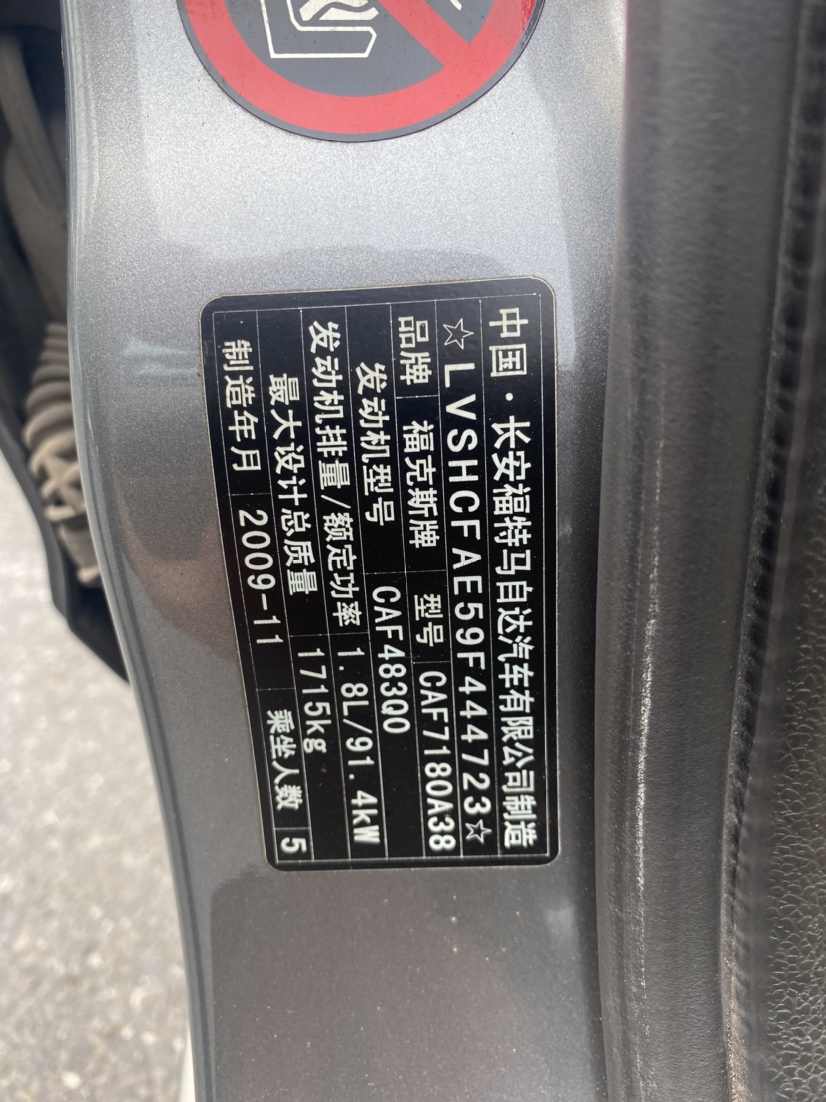 中国·长安福特马自达汽车有限公司制造
☆LVSHCFAE59F444723☆
品牌 福克斯牌 型号 CAF7180A38
发动机型号 CAF483Q0
发动机排量/额定功率 1.8L/91.4kW
最大设计总质量 1715kg
制造年月 2009-11 乘坐人数 5